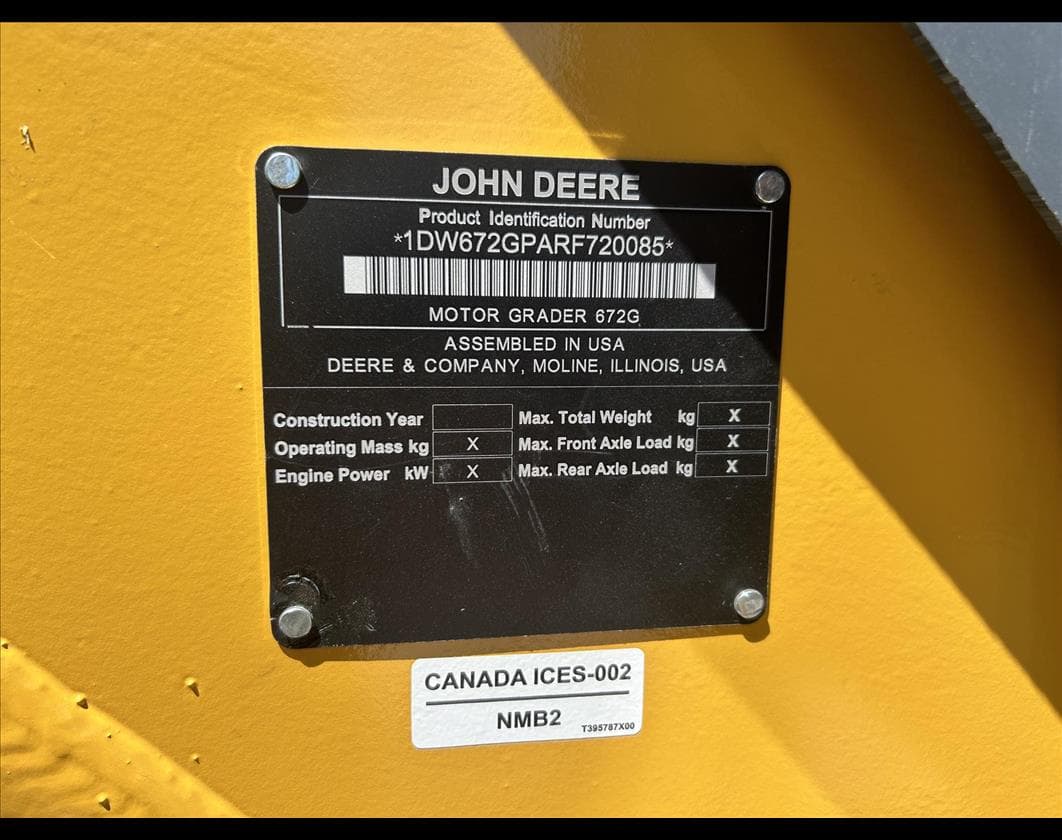 JOHN DEERE
Product Identification Number
*1DW672GPARF720085*
MOTOR GRADER 672G
ASSEMBLED IN USA
DEERE & COMPANY, MOLINE, ILLINOIS, USA
Construction Year Max. Total Weight kg X
Operating Mass kg X Max. Front Axle Load kg X
Engine Power kW X Max. Rear Axle Load kg X
CANADA ICES-002
NMB2 T395787X00